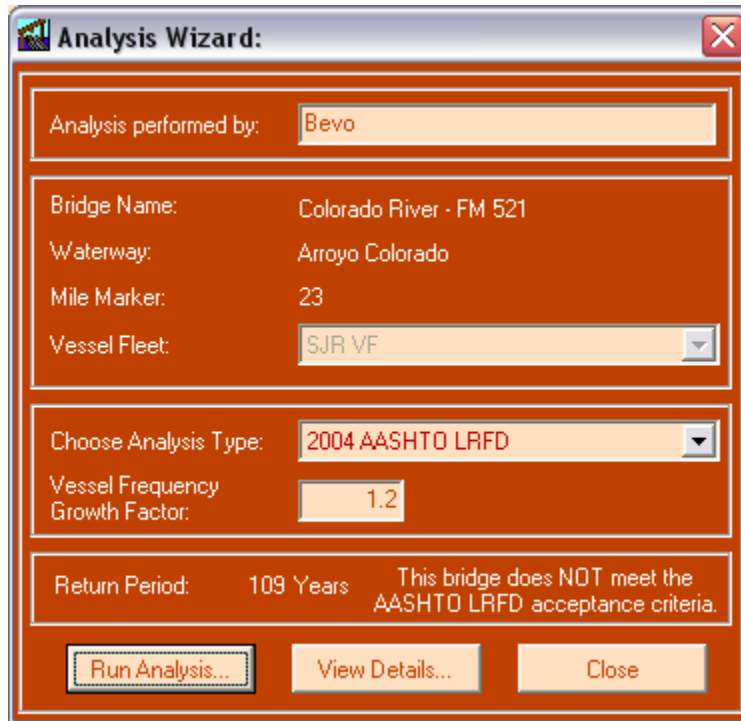 Analysis Wizard:
Analysis performed by: Bevo
Bridge Name: Colorado River - FM 521
Waterway: Arroyo Colorado
Mile Marker: 23
Vessel Fleet: SJR VF
Choose Analysis Type: 2004 AASHTO LRFD
Vessel Frequency
Growth Factor: 1.2
Return Period: 109 Years
This bridge does NOT meet the
AASHTO LRFD acceptance criteria.
Run Analysis... View Details... Close